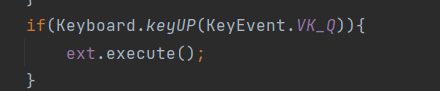 }
if(Keyboard.keyUP(KeyEvent.VK_Q)){
ext.execute();
}